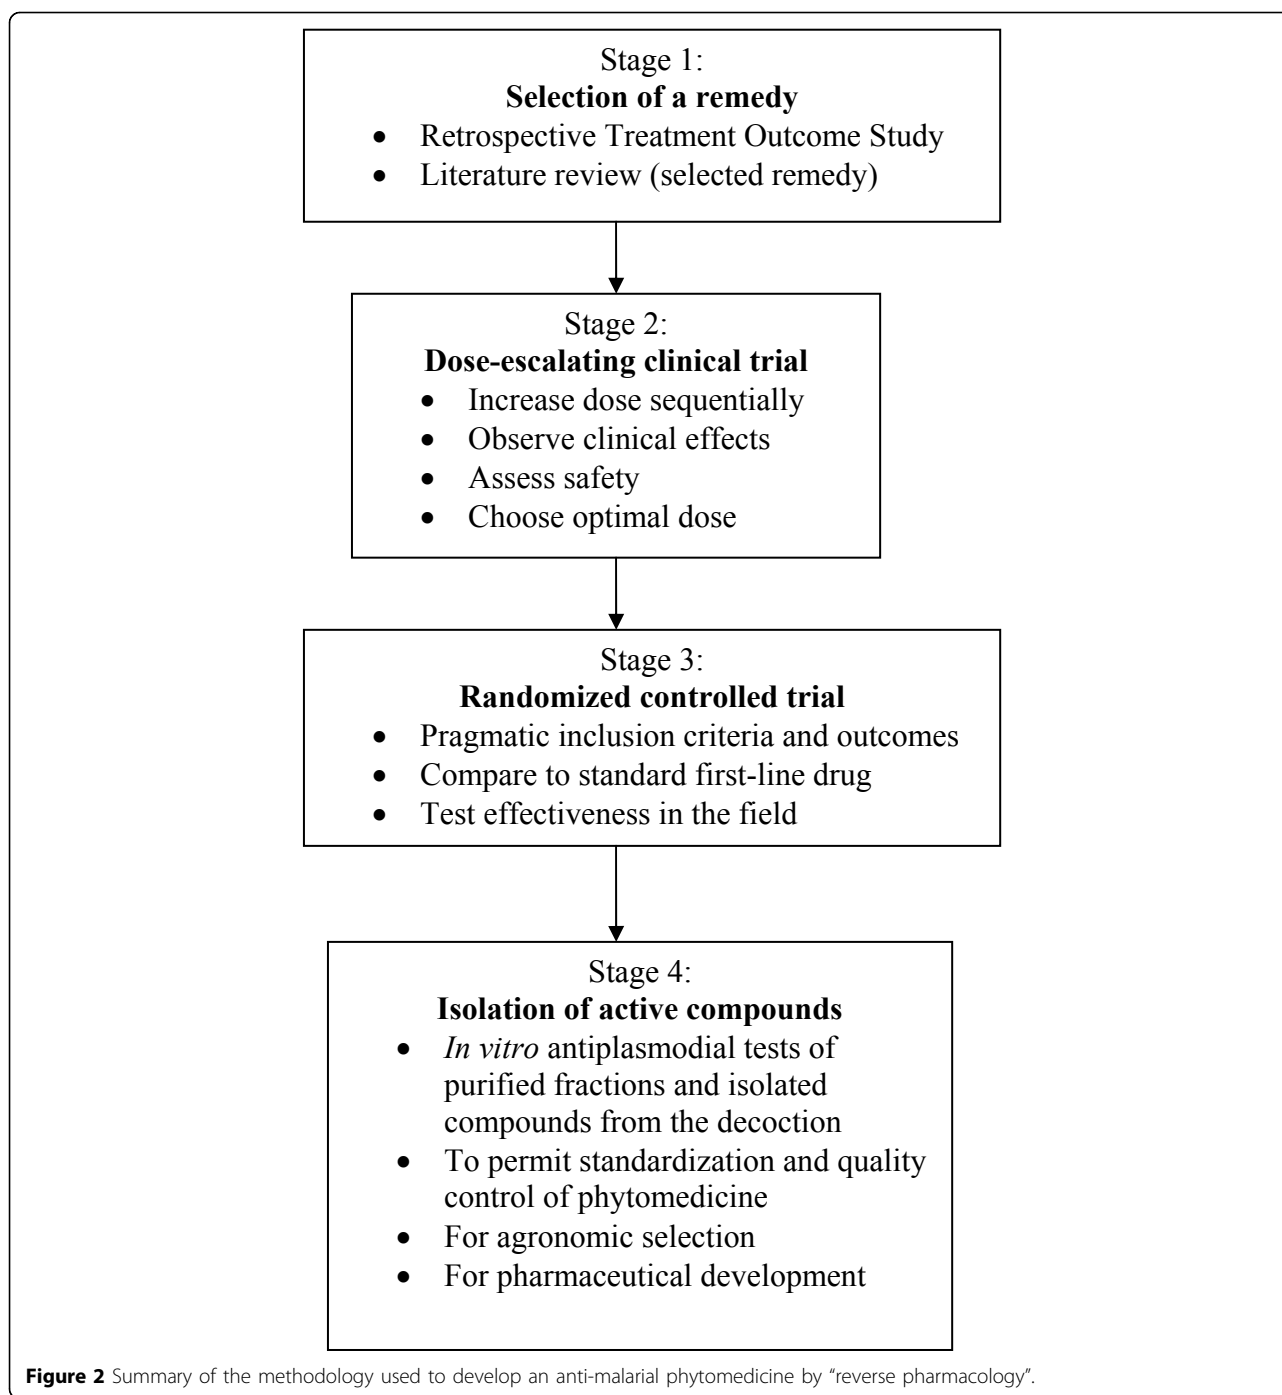 Stage 1:
Selection of a remedy
• Retrospective Treatment Outcome Study
• Literature review (selected remedy)
Stage 2:
Dose-escalating clinical trial
• Increase dose sequentially
• Observe clinical effects
• Assess safety
• Choose optimal dose
Stage 3:
Randomized controlled trial
• Pragmatic inclusion criteria and outcomes
• Compare to standard first-line drug
• Test effectiveness in the field
Stage 4:
Isolation of active compounds
• In vitro antiplasmodial tests of
purified fractions and isolated
compounds from the decoction
• To permit standardization and quality
control of phytomedicine
• For agronomic selection
• For pharmaceutical development
Figure 2 Summary of the methodology used to develop an anti-malarial phytomedicine by “reverse pharmacology”.